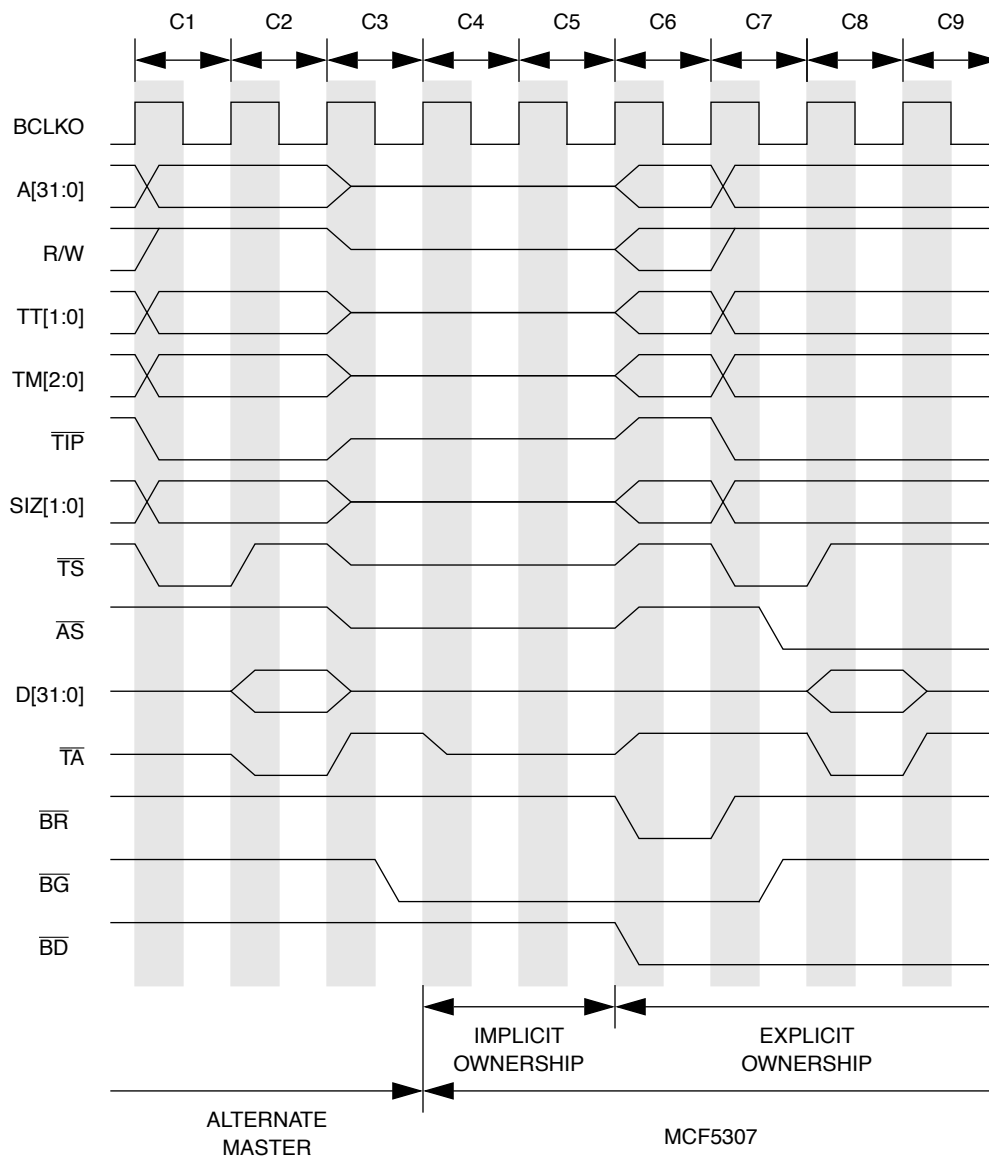 C1 C2 C3 C4 C5 C6 C7 C8 C9
BCLKO
A[31:0]
R/W
TT[1:0]
TM[2:0]
TIP
SIZ[1:0]
TS
AS
D[31:0]
TA
BR
BG
BD
IMPLICIT
OWNERSHIP
EXPLICIT
OWNERSHIP
ALTERNATE
MASTER
MCF5307